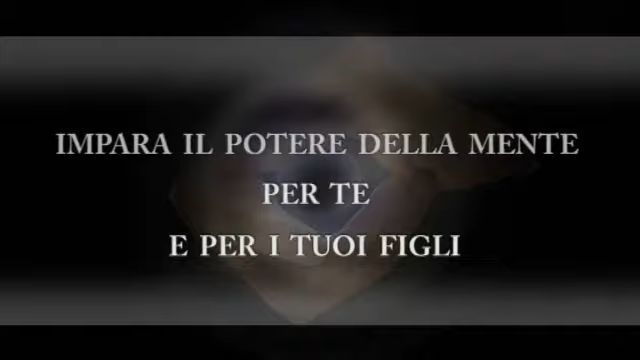 IMPARA IL POTERE DELLA MENTE
PER TE
E PER I TUOI FIGLI